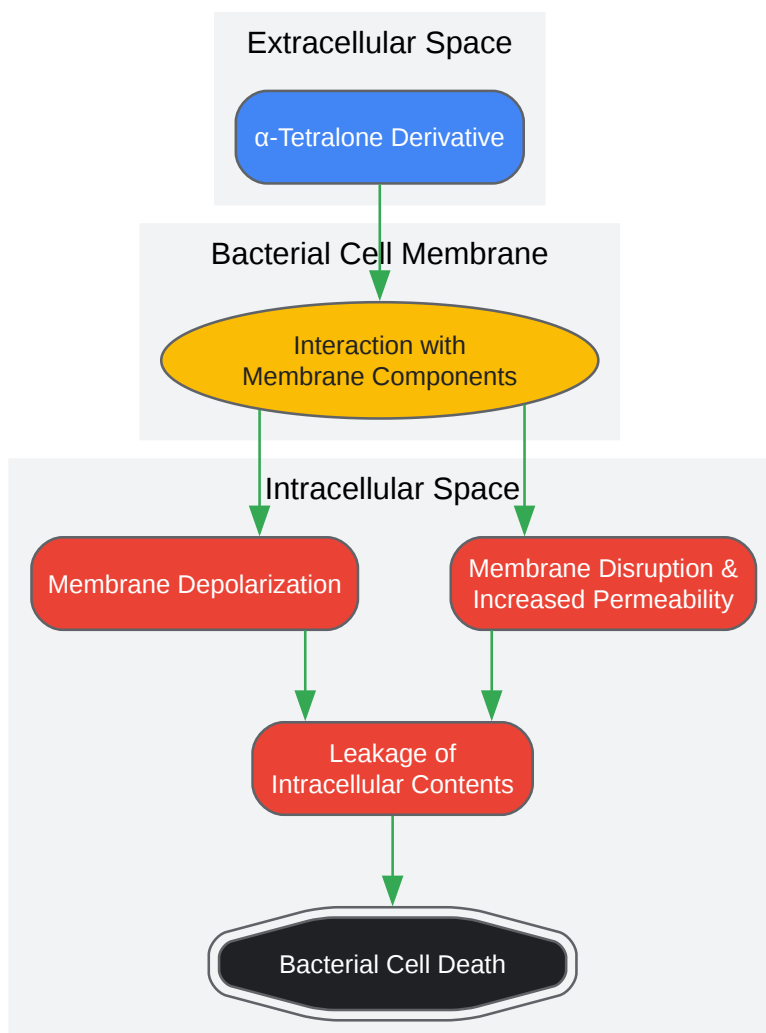 Extracellular Space
α-Tetralone Derivative
Bacterial Cell Membrane
Interaction with
Membrane Components
Intracellular Space
Membrane Depolarization
Membrane Disruption &
Increased Permeability
Leakage of
Intracellular Contents
Bacterial Cell Death